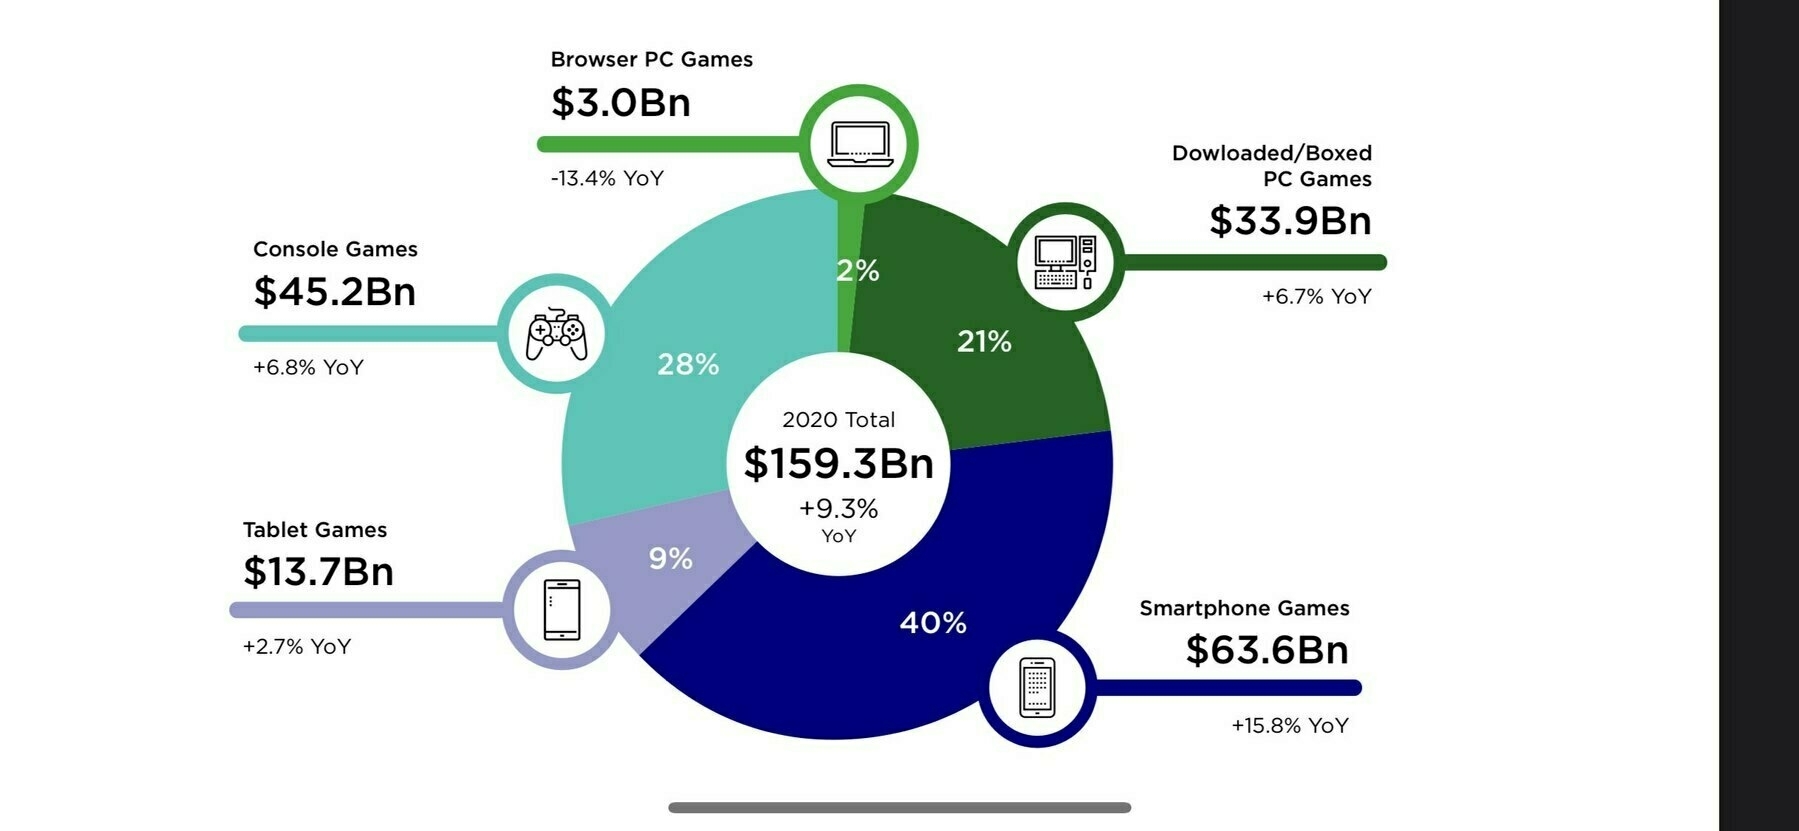 Browser PC Games
$3.0Bn
-13.4% YoY
Dowloaded/Boxed
PC Games
$33.9Bn
+6.7% YoY
Console Games
$45.2Bn
+6.8% YoY
2%
21%
28%
2020 Total
$159.3Bn
+9.3%
YoY
Tablet Games
$13.7Bn
+2.7% YoY
9%
40%
Smartphone Games
$63.6Bn
+15.8% YoY